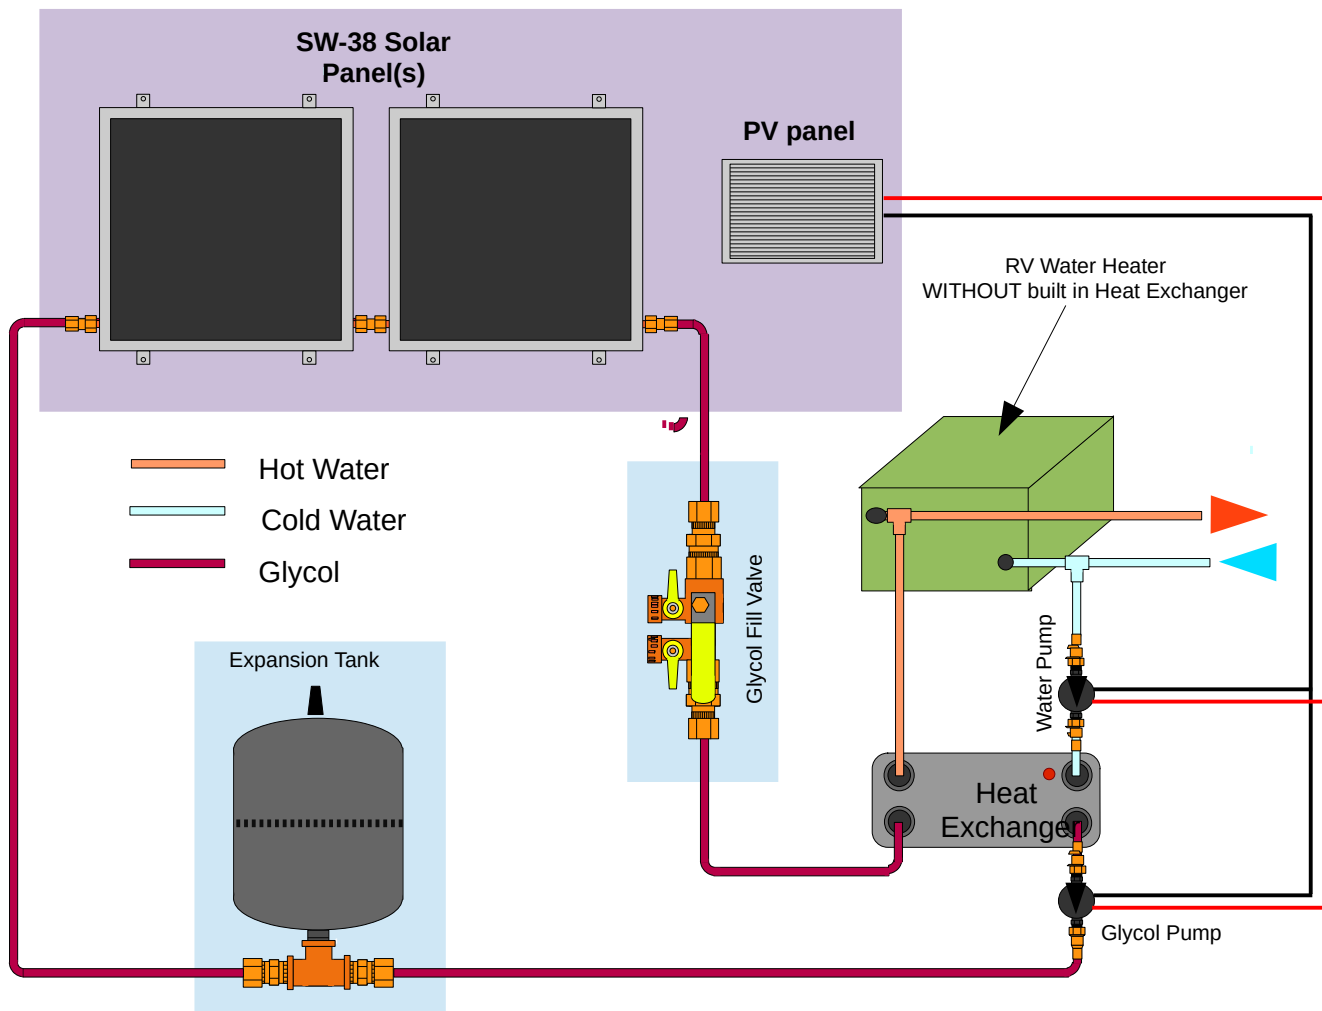 SW-38 Solar
Panel(s)
PV panel
RV Water Heater
WITHOUT built in Heat Exchanger
Hot Water
Cold Water
Glycol
Glycol Fill Valve
Expansion Tank
Water Pump
Heat
Exchanger
Glycol Pump